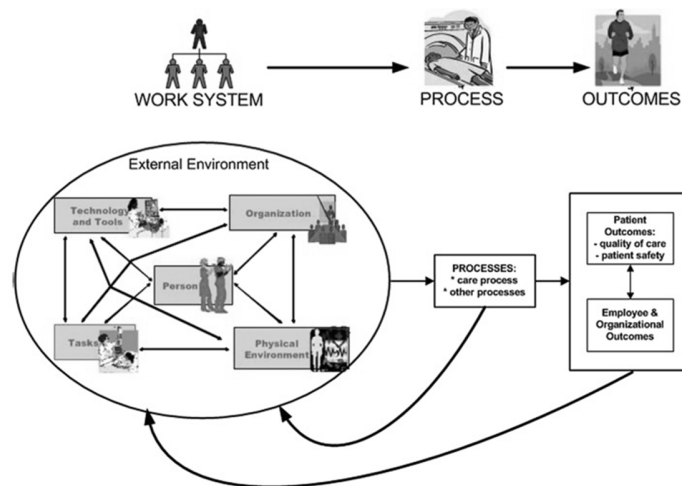 WORK SYSTEM
PROCESS
OUTCOMES
External Environment
Technology
and Tools
Organization
Person
Tasks
Physical
Environment
PROCESSES:
* care process
* other processes
Patient
Outcomes:
- quality of care
- patient safety
Employee &
Organizational
Outcomes